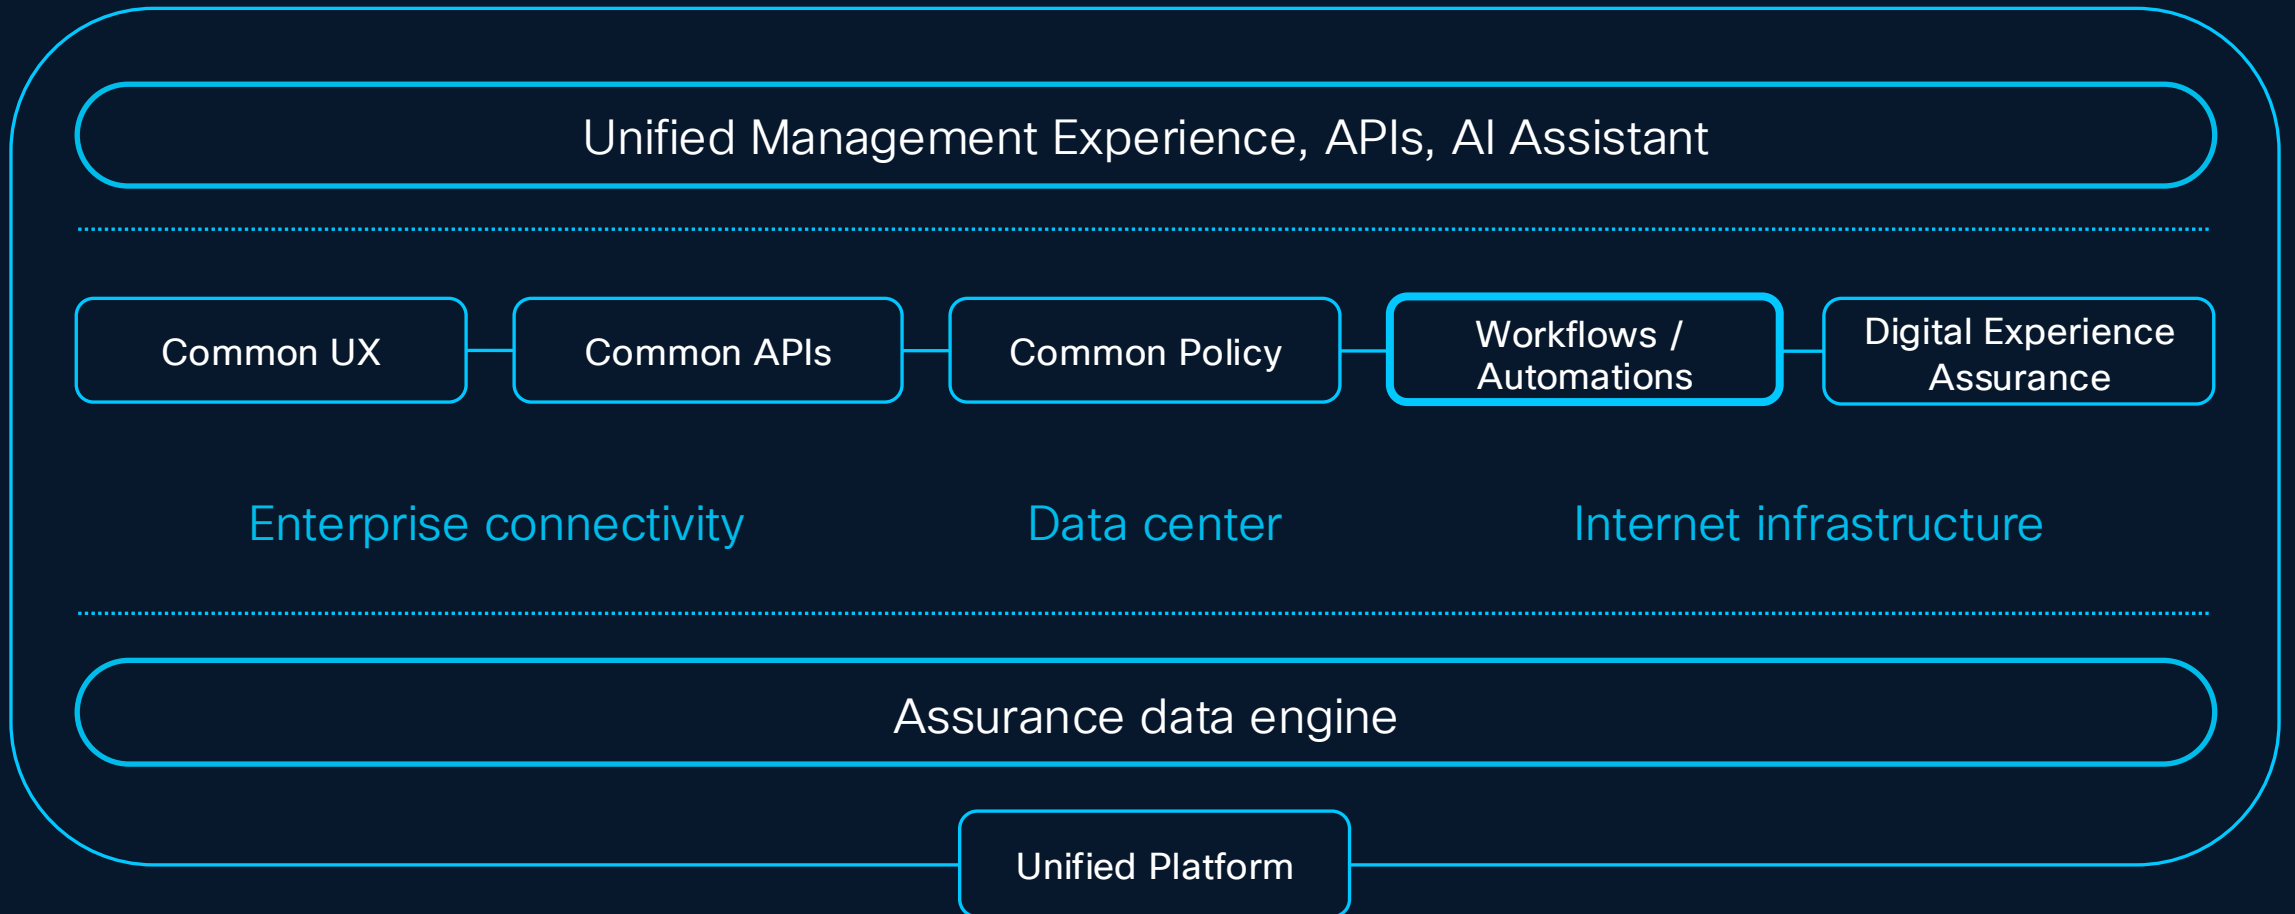 Unified Management Experience, APIs, AI Assistant
Common UX
Common APIs
Common Policy
Workflows /
Automations
Digital Experience
Assurance
Enterprise connectivity
Data center
Internet infrastructure
Assurance data engine
Unified Platform